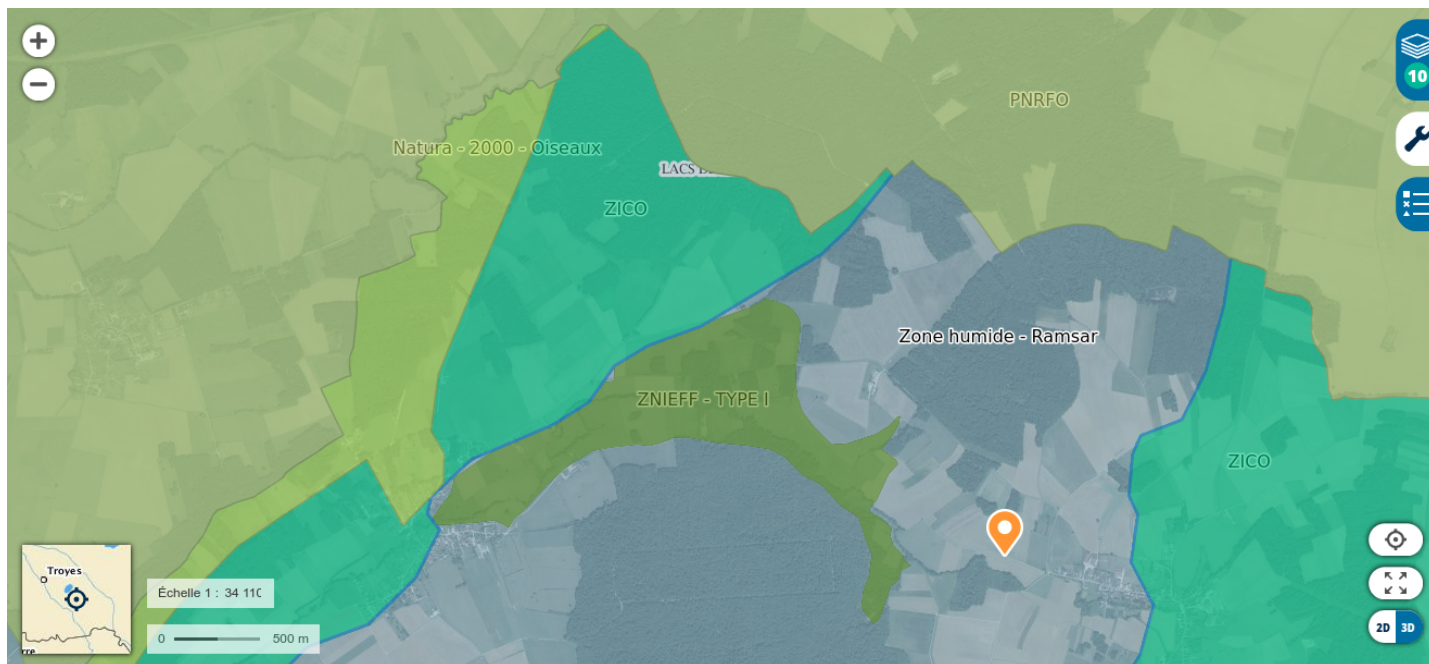 +
−
10
PNRFO
Natura - 2000 - Oiseaux
LACS D
ZICO
Zone humide - Ramsar
ZNIEFF - TYPE I
ZICO
Troyes
rre
Échelle 1 : 34 110
0 500 m
2D 3D